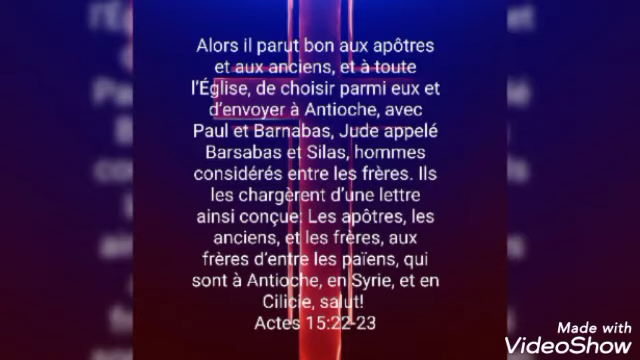 Alors il parut bon aux apôtres
et aux anciens, et à toute
l'Église, de choisir parmi eux et
d'envoyer à Antioche, avec
Paul et Barnabas, Jude appelé
Barsabas et Silas, hommes
considérés entre les frères. Ils
les chargèrent d'une lettre
ainsi conçue: Les apôtres, les
anciens, et les frères, aux
frères d'entre les païens, qui
sont à Antioche, en Syrie, et en
Cilicie, salut!
Actes 15:22-23
Made with
VideoShow